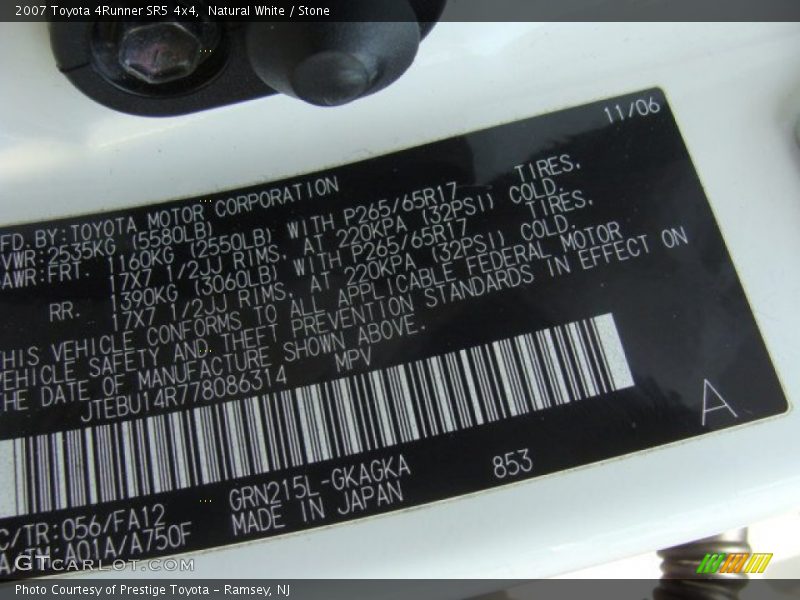 2007 Toyota 4Runner SR5 4x4, Natural White / Stone
11/06
FD. BY: TOYOTA MOTOR CORPORATION
VWR: 2535KG (5580LB)
AWR: FRT. 1160KG (2550LB) WITH P265/65R17 TIRES,
17X7 1/2JJ RIMS, AT 220KPA (32PSI) COLD.
RR. 1390KG (3060LB) WITH P265/65R17 TIRES,
17X7 1/2JJ RIMS, AT 220KPA (32PSI) COLD.
THIS VEHICLE CONFORMS TO ALL APPLICABLE FEDERAL MOTOR
VEHICLE SAFETY AND THEFT PREVENTION STANDARDS IN EFFECT ON
THE DATE OF MANUFACTURE SHOWN ABOVE.
JTEBU14R778086314 MPV
A
C/TR: 056/FA12 GRN215L-GKAGKA 853
A/TM: A01A/A750F MADE IN JAPAN
GTCARLOT.COM
Photo Courtesy of Prestige Toyota - Ramsey, NJ